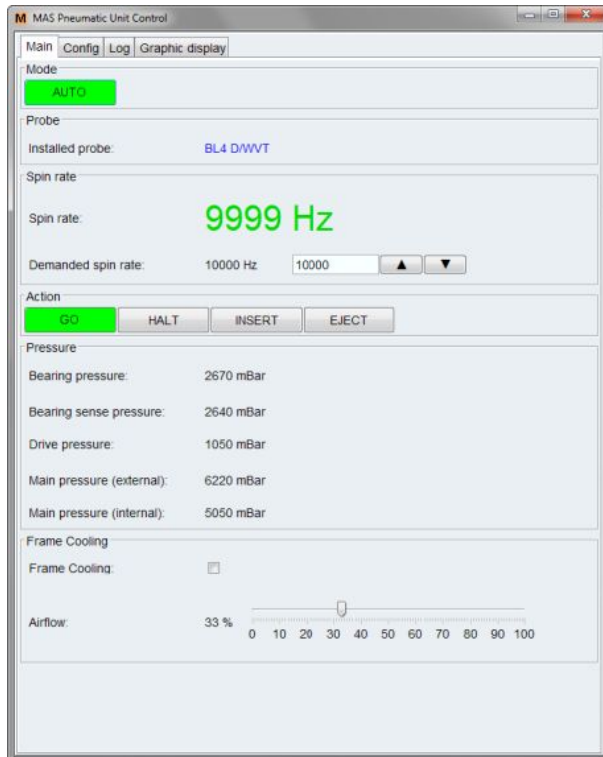 M MAS Pneumatic Unit Control
Main Config Log Graphic display
Mode
AUTO
Probe
Installed probe: BL4 D/WVT
Spin rate
Spin rate: 9999 Hz
Demanded spin rate: 10000 Hz 10000
Action
GO HALT INSERT EJECT
Pressure
Bearing pressure: 2670 mBar
Bearing sense pressure: 2640 mBar
Drive pressure: 1050 mBar
Main pressure (external): 6220 mBar
Main pressure (internal): 5050 mBar
Frame Cooling
Frame Cooling:
Airflow: 33 %
0 10 20 30 40 50 60 70 80 90 100